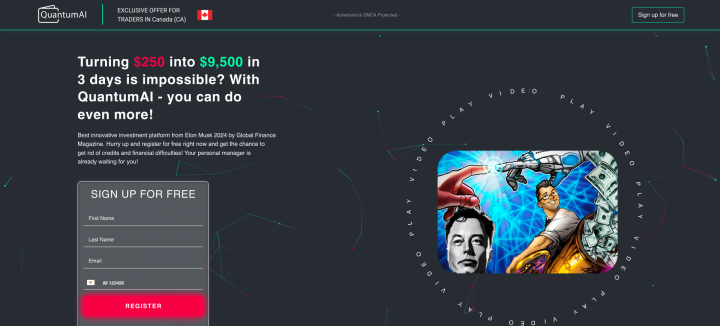 QuantumAI
EXCLUSIVE OFFER FOR
TRADERS IN Canada (CA)
- Advertorial & DMCA Protected -
Sign up for free
Turning $250 into $9,500 in
3 days is impossible? With
QuantumAI - you can do
even more!
Best innovative investment platform from Elon Musk 2024 by Global Finance
Magazine. Hurry up and register for free right now and get the chance to
get rid of credits and financial difficulties! Your personal manager is
already waiting for you!
SIGN UP FOR FREE
First Name
Last Name
Email
96 123456
REGISTER
PLAY VIDEO PLAY VIDEO PLAY VIDEO PLAY VIDEO PLAY VIDEO